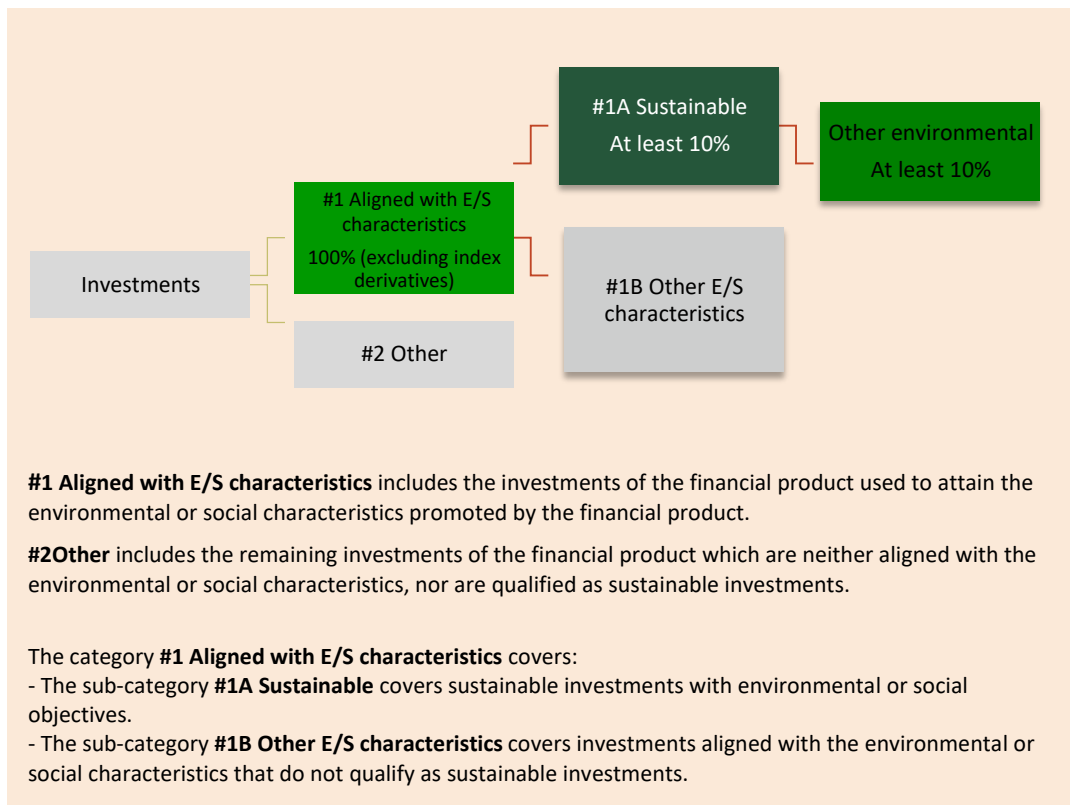 #1A Sustainable
At least 10%
Other environmental
At least 10%
#1 Aligned with E/S
characteristics
100% (excluding index
derivatives)
Investments
#1B Other E/S
characteristics
#2 Other
#1 Aligned with E/S characteristics includes the investments of the financial product used to attain the
environmental or social characteristics promoted by the financial product.
#2Other includes the remaining investments of the financial product which are neither aligned with the
environmental or social characteristics, nor are qualified as sustainable investments.
The category #1 Aligned with E/S characteristics covers:
- The sub-category #1A Sustainable covers sustainable investments with environmental or social
objectives.
- The sub-category #1B Other E/S characteristics covers investments aligned with the environmental or
social characteristics that do not qualify as sustainable investments.